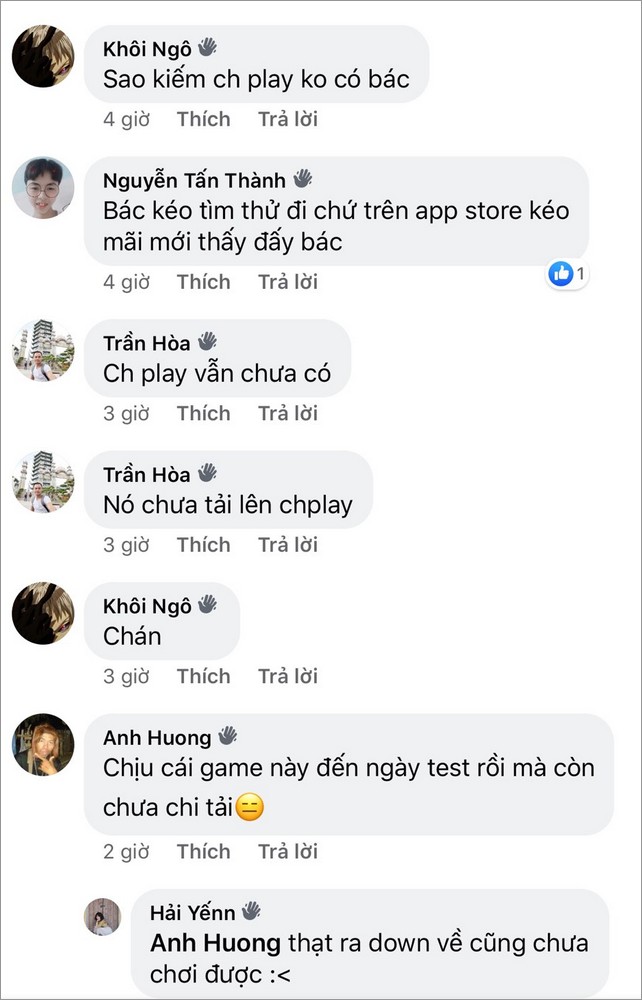 Khôi Ngô
Sao kiếm ch play ko có bác
4 giờ Thích Trả lời
Nguyễn Tấn Thành
Bác kéo tìm thử đi chứ trên app store kéo
mãi mới thấy đấy bác
1
4 giờ Thích Trả lời
Trần Hòa
Ch play vẫn chưa có
3 giờ Thích Trả lời
Trần Hòa
Nó chưa tải lên chplay
3 giờ Thích Trả lời
Khôi Ngô
Chán
3 giờ Thích Trả lời
Anh Huong
Chịu cái game này đến ngày test rồi mà còn
chưa chi tải😑
2 giờ Thích Trả lời
Hải Yếnn
Anh Huong thạt ra down về cũng chưa
chơi được :<